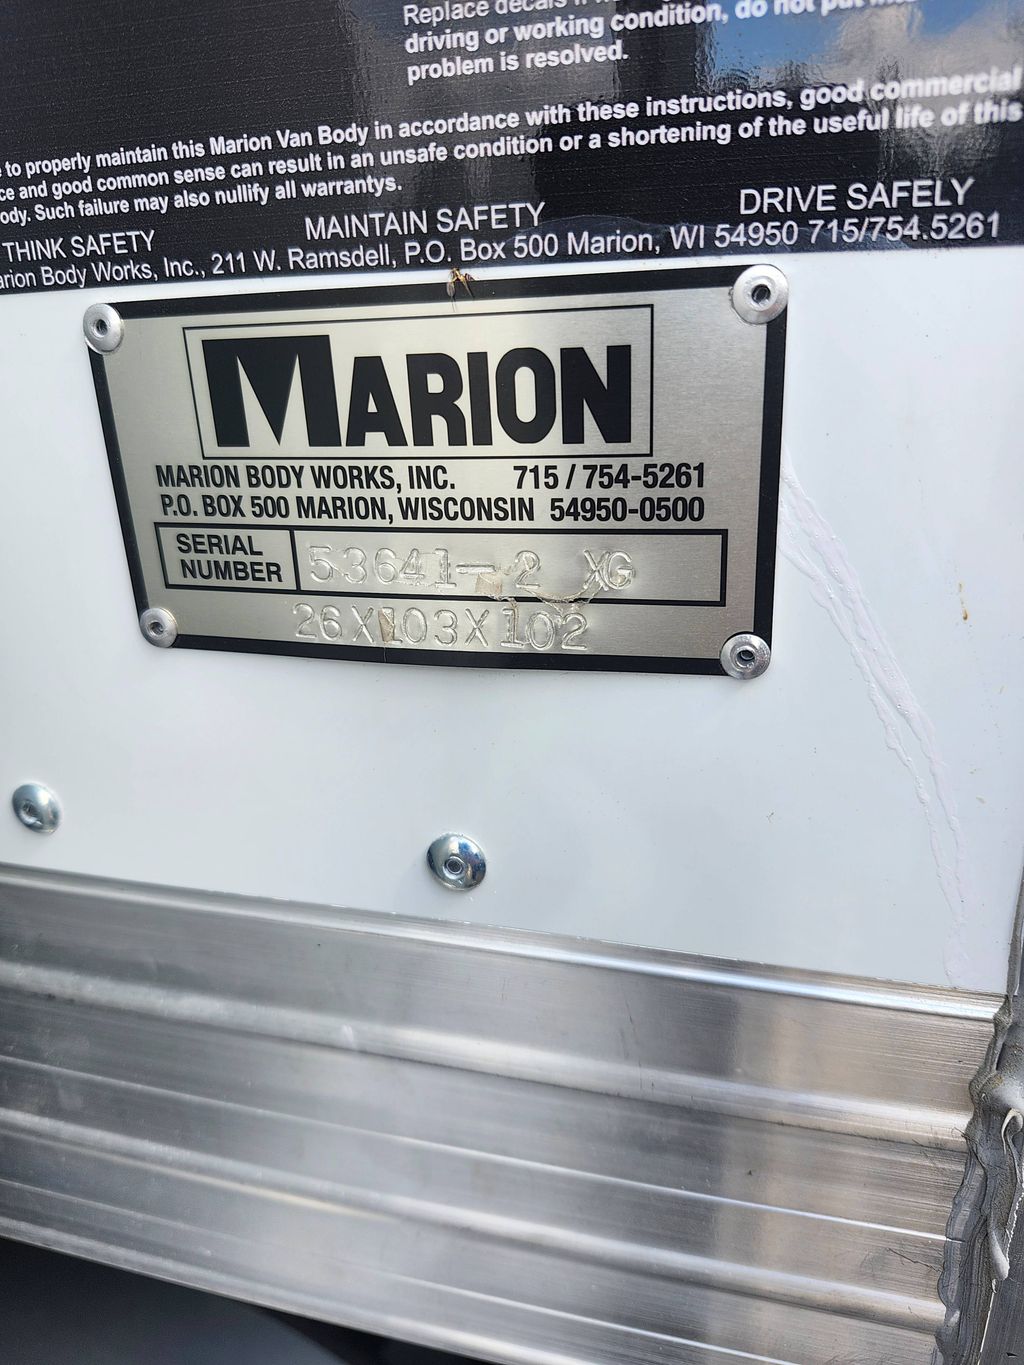 Replace decals
driving or working condition, do not put
problem is resolved.
to properly maintain this Marion Van Body in accordance with these instructions, good commercial
ce and good common sense can result in an unsafe condition or a shortening of the useful life of this
ody. Such failure may also nullify all warrantys.
THINK SAFETY MAINTAIN SAFETY DRIVE SAFELY
arion Body Works, Inc., 211 W. Ramsdell, P.O. Box 500 Marion, WI 54950 715/754.5261
MARION
MARION BODY WORKS, INC. 715 / 754-5261
P.O. BOX 500 MARION, WISCONSIN 54950-0500
SERIAL
NUMBER 53641-2 XG
26X103X102